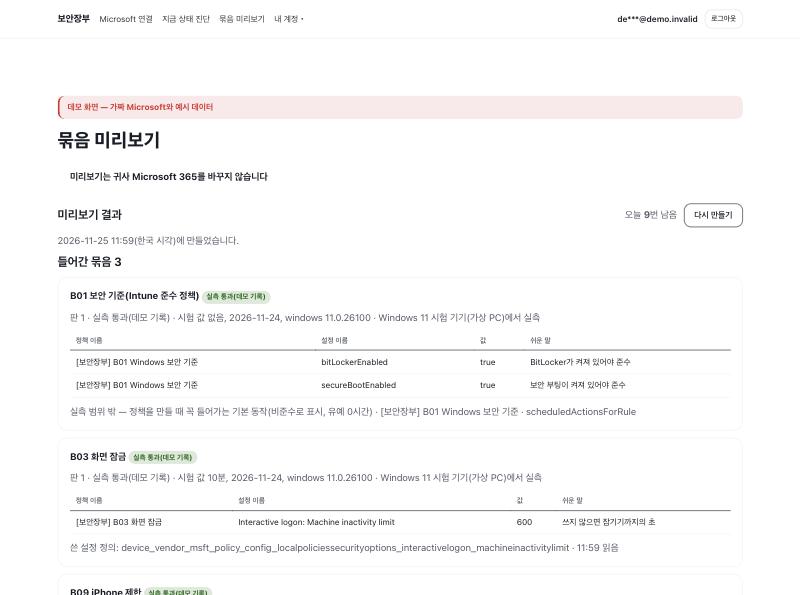 보안장부 Microsoft 연결 지금 상태 진단 묶음 미리보기 내 계정 de***@demo.invalid 로그아웃
데모 화면 — 가짜 Microsoft와 예시 데이터
묶음 미리보기
미리보기는 귀사 Microsoft 365를 바꾸지 않습니다
미리보기 결과 오늘 9번 남음 다시 만들기
2026-11-25 11:59(한국 시각)에 만들었습니다.
들어간 묶음 3
B01 보안 기준(Intune 준수 정책) 실측 통과(데모 기록)
판 1 · 실측 통과(데모 기록) · 시험 값 없음, 2026-11-24, windows 11.0.26100 · Windows 11 시험 기기(가상 PC)에서 실측
정책 이름 설정 이름 값 쉬운 말
[보안장부] B01 Windows 보안 기준 bitLockerEnabled true BitLocker가 켜져 있어야 준수
[보안장부] B01 Windows 보안 기준 secureBootEnabled true 보안 부팅이 켜져 있어야 준수
실측 범위 밖 — 정책을 만들 때 꼭 들어가는 기본 동작(비준수로 표시, 유예 0시간) · [보안장부] B01 Windows 보안 기준 · scheduledActionsForRule
B03 화면 잠금 실측 통과(데모 기록)
판 1 · 실측 통과(데모 기록) · 시험 값 10분, 2026-11-24, windows 11.0.26100 · Windows 11 시험 기기(가상 PC)에서 실측
정책 이름 설정 이름 값 쉬운 말
[보안장부] B03 화면 잠금 Interactive logon: Machine inactivity limit 600 쓰지 않으면 잠기기까지의 초
쓴 설정 정의: device_vendor_msft_policy_config_localpoliciessecurityoptions_interactivelogon_machineinactivitylimit · 11:59 읽음
B09 iPhone 제한 실측 통과(데모 기록)